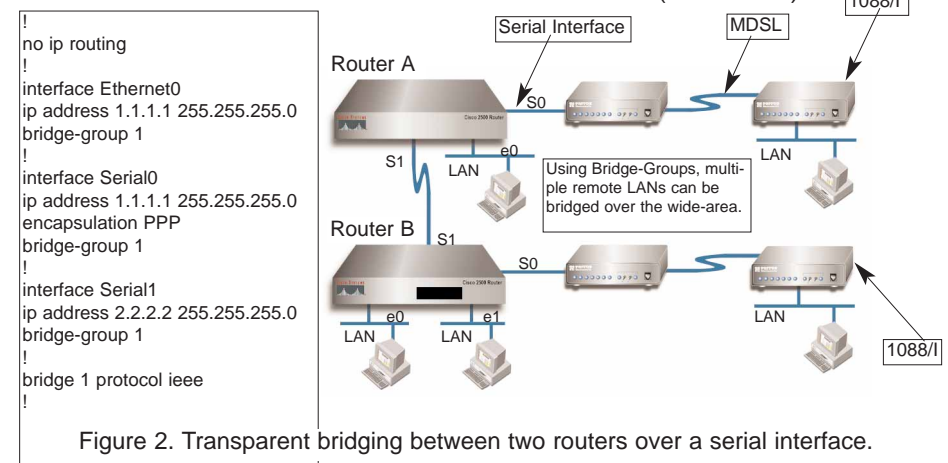 !
no ip routing
!
interface Ethernet0
ip address 1.1.1.1 255.255.255.0
bridge-group 1
!
interface Serial0
ip address 1.1.1.1 255.255.255.0
encapsulation PPP
bridge-group 1
!
interface Serial1
ip address 2.2.2.2 255.255.255.0
bridge-group 1
!
bridge 1 protocol ieee
!
1088/I
Serial Interface
MDSL
Router A
S0
Cisco 2500 Router
S1
e0
LAN
LAN
Using Bridge-Groups, multi-
ple remote LANs can be
bridged over the wide-area.
Router B
S1
S0
Cisco 2500 Router
e0
e1
LAN
LAN
LAN
1088/I
Figure 2. Transparent bridging between two routers over a serial interface.